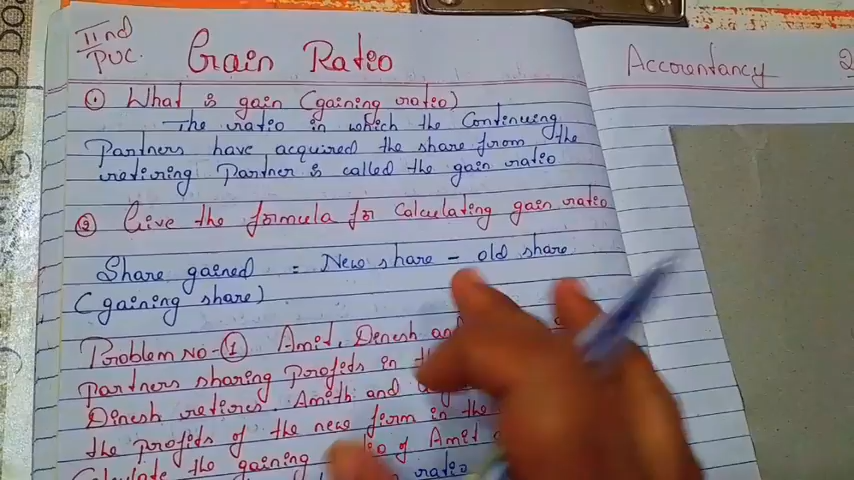 IInd PUC
Gain Ratio
Accountancy
① What is gain (gaining ratio)
The ratio in which the Continuing
Partners have acquired the share from the
retiring Partner is called the gain ratio
② Give the formula for Calculating gain ratio
Share gained = New share - old share
(gaining share)
Problem No-① Amit, Dinesh
partners sharing Profits in
Dinesh retires. Amith and
the profits of the new firm in the
Calculate the gaining of Amit
ratio